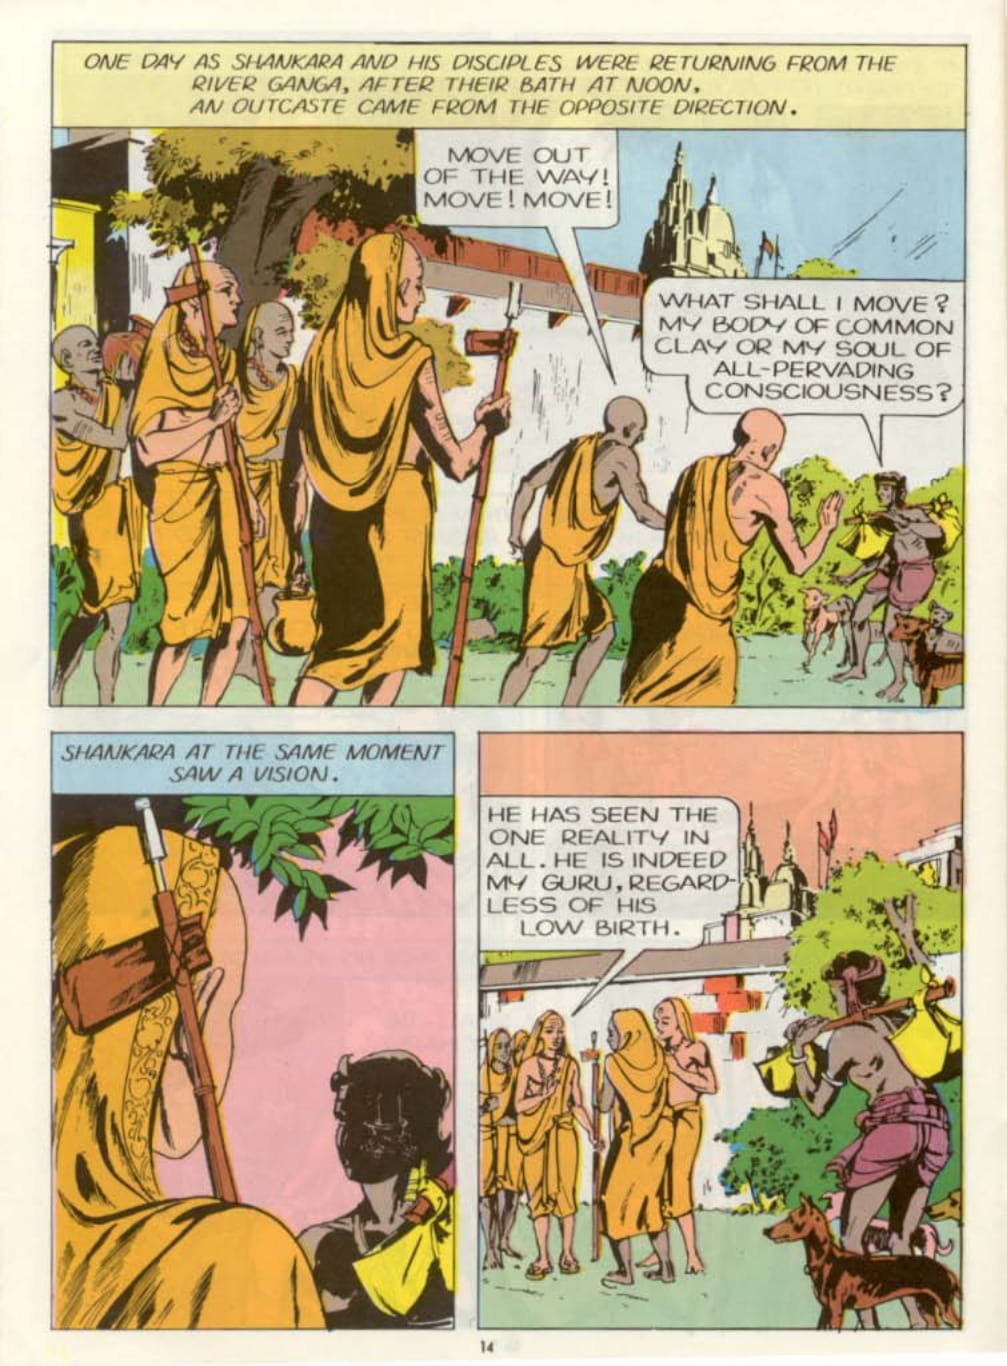 ONE DAY AS SHANKARA AND HIS DISCIPLES WERE RETURNING FROM THE
RIVER GANGA, AFTER THEIR BATH AT NOON,
AN OUTCASTE CAME FROM THE OPPOSITE DIRECTION.
MOVE OUT
OF THE WAY!
MOVE! MOVE!
WHAT SHALL I MOVE?
MY BODY OF COMMON
CLAY OR MY SOUL OF
ALL-PERVADING
CONSCIOUSNESS?
SHANKARA AT THE SAME MOMENT
SAW A VISION.
HE HAS SEEN THE
ONE REALITY IN
ALL. HE IS INDEED
MY GURU, REGARD-
LESS OF HIS
LOW BIRTH.
14